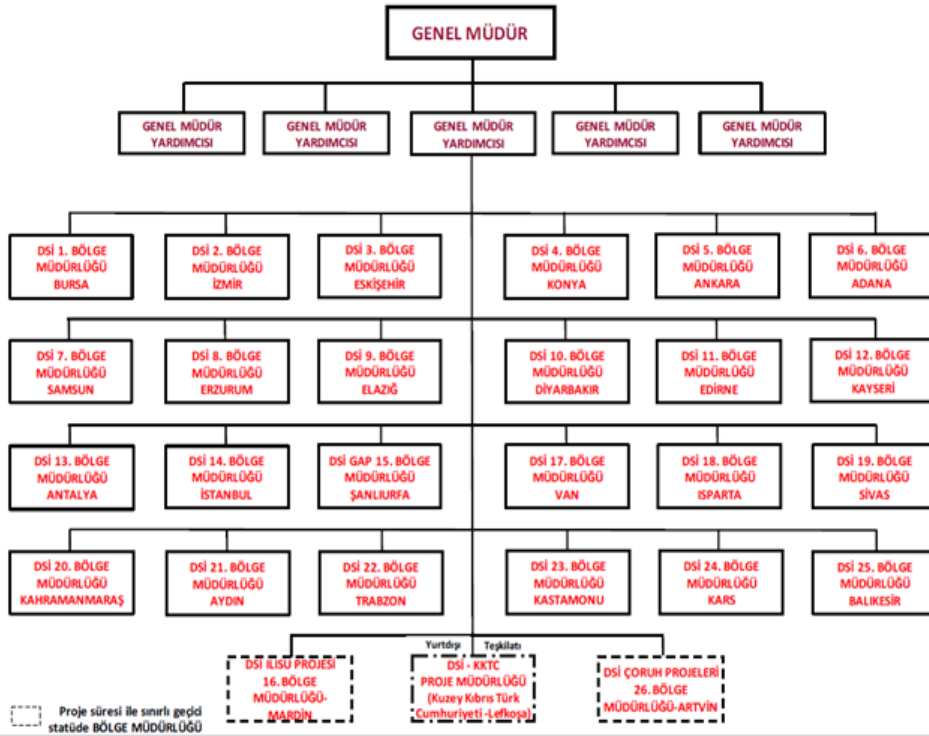 GENEL MÜDÜR
GENEL MÜDÜR
YARDIMCISI
GENEL MÜDÜR
YARDIMCISI
GENEL MÜDÜR
YARDIMCISI
GENEL MÜDÜR
YARDIMCISI
GENEL MÜDÜR
YARDIMCISI
DSİ 1. BÖLGE
MÜDÜRLÜĞÜ
BURSA
DSİ 2. BÖLGE
MÜDÜRLÜĞÜ
İZMİR
DSİ 3. BÖLGE
MÜDÜRLÜĞÜ
ESKİŞEHİR
DSİ 4. BÖLGE
MÜDÜRLÜĞÜ
KONYA
DSİ 5. BÖLGE
MÜDÜRLÜĞÜ
ANKARA
DSİ 6. BÖLGE
MÜDÜRLÜĞÜ
ADANA
DSİ 7. BÖLGE
MÜDÜRLÜĞÜ
SAMSUN
DSİ 8. BÖLGE
MÜDÜRLÜĞÜ
ERZURUM
DSİ 9. BÖLGE
MÜDÜRLÜĞÜ
ELAZIĞ
DSİ 10. BÖLGE
MÜDÜRLÜĞÜ
DİYARBAKIR
DSİ 11. BÖLGE
MÜDÜRLÜĞÜ
EDİRNE
DSİ 12. BÖLGE
MÜDÜRLÜĞÜ
KAYSERİ
DSİ 13. BÖLGE
MÜDÜRLÜĞÜ
ANTALYA
DSİ 14. BÖLGE
MÜDÜRLÜĞÜ
İSTANBUL
DSİ GAP 15. BÖLGE
MÜDÜRLÜĞÜ
ŞANLIURFA
DSİ 17. BÖLGE
MÜDÜRLÜĞÜ
VAN
DSİ 18. BÖLGE
MÜDÜRLÜĞÜ
ISPARTA
DSİ 19. BÖLGE
MÜDÜRLÜĞÜ
SİVAS
DSİ 20. BÖLGE
MÜDÜRLÜĞÜ
KAHRAMANMARAŞ
DSİ 21. BÖLGE
MÜDÜRLÜĞÜ
AYDIN
DSİ 22. BÖLGE
MÜDÜRLÜĞÜ
TRABZON
DSİ 23. BÖLGE
MÜDÜRLÜĞÜ
KASTAMONU
DSİ 24. BÖLGE
MÜDÜRLÜĞÜ
KARS
DSİ 25. BÖLGE
MÜDÜRLÜĞÜ
BALIKESİR
Yurtdışı Teşkilatı
DSİ ILISU PROJESİ
16. BÖLGE
MÜDÜRLÜĞÜ-
MARDİN
DSİ - KKTC
PROJE MÜDÜRLÜĞÜ
(Kuzey Kıbrıs Türk
Cumhuriyeti -Lefkoşa)
DSİ ÇORUH PROJELERİ
26. BÖLGE
MÜDÜRLÜĞÜ-ARTVİN
Proje süresi ile sınırlı geçici
statüde BÖLGE MÜDÜRLÜĞÜ